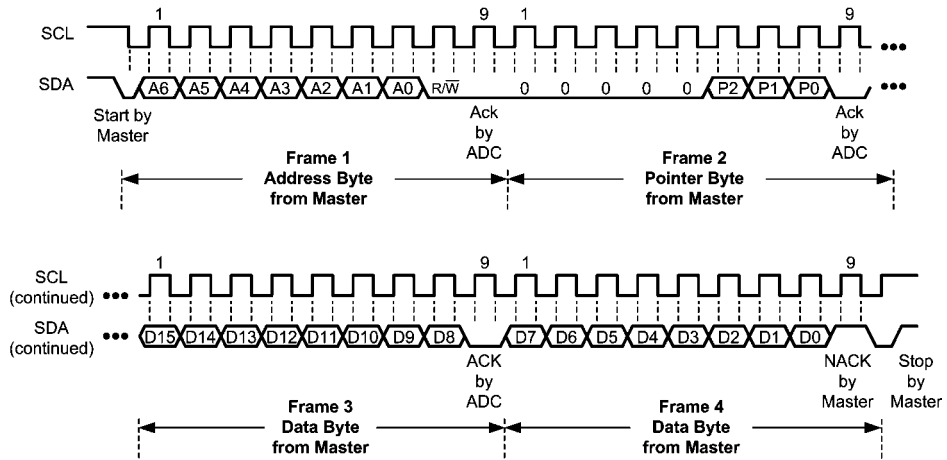 1 9 1 9
SCL
SDA A6 A5 A4 A3 A2 A1 A0 R/W̅ 0 0 0 0 0 P2 P1 P0
Start by
Master
Ack
by
ADC
Ack
by
ADC
Frame 1
Address Byte
from Master
Frame 2
Pointer Byte
from Master
1 9 1 9
SCL
(continued)
SDA
(continued)
D15 D14 D13 D12 D11 D10 D9 D8 D7 D6 D5 D4 D3 D2 D1 D0
ACK
by
ADC
NACK
by
Master
Stop
by
Master
Frame 3
Data Byte
from Master
Frame 4
Data Byte
from Master